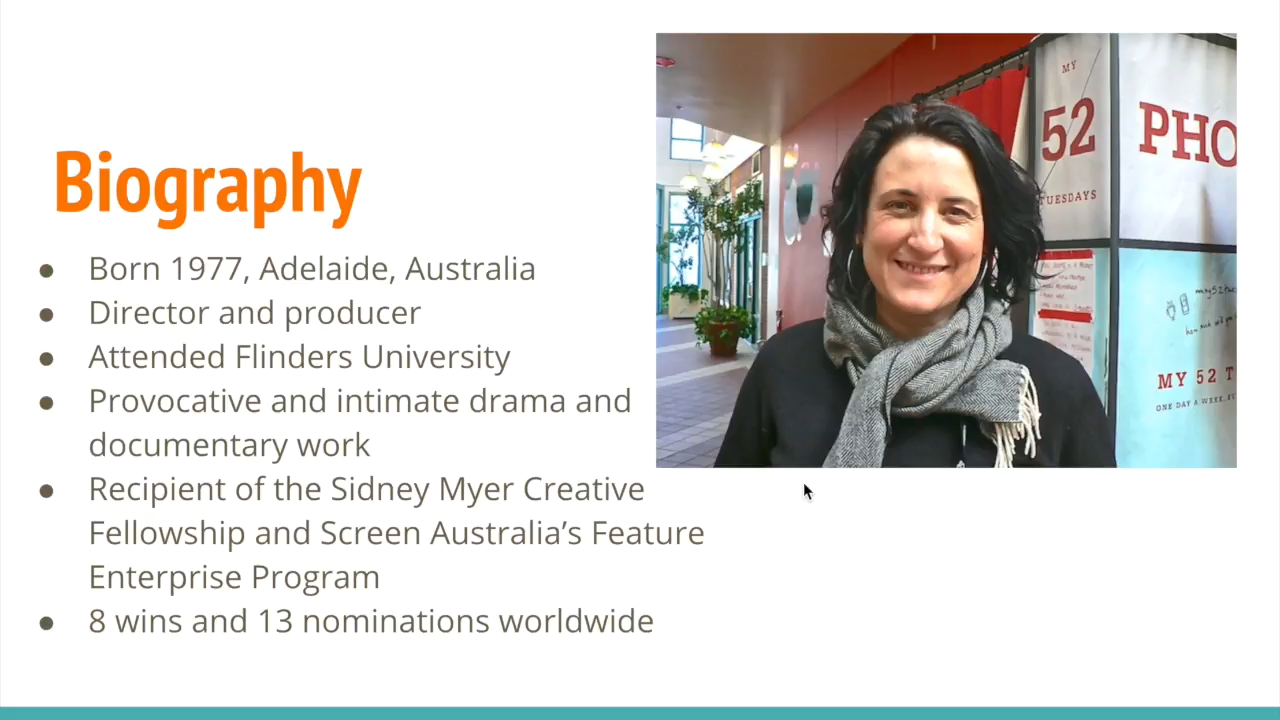 Biography
● Born 1977, Adelaide, Australia
● Director and producer
● Attended Flinders University
● Provocative and intimate drama and
documentary work
● Recipient of the Sidney Myer Creative
Fellowship and Screen Australia’s Feature
Enterprise Program
● 8 wins and 13 nominations worldwide
MY
52
TUESDAYS
PHO
MY 52 T
ONE DAY A WEEK.